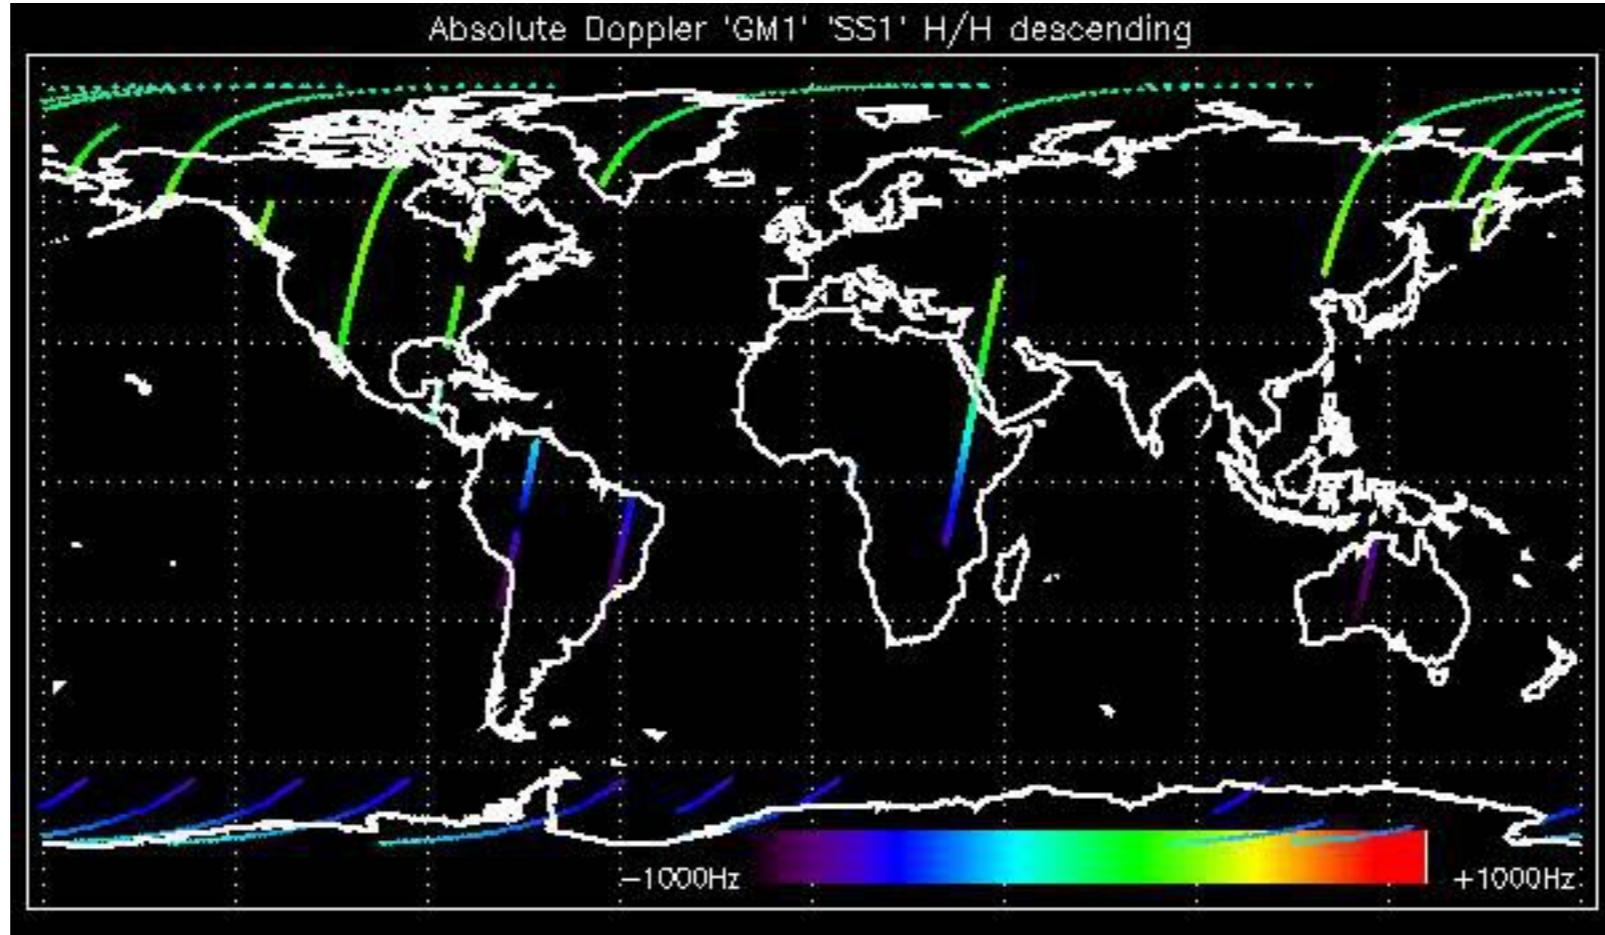 Absolute Doppler 'GM1' 'SS1' H/H descending
−1000Hz
+1000Hz